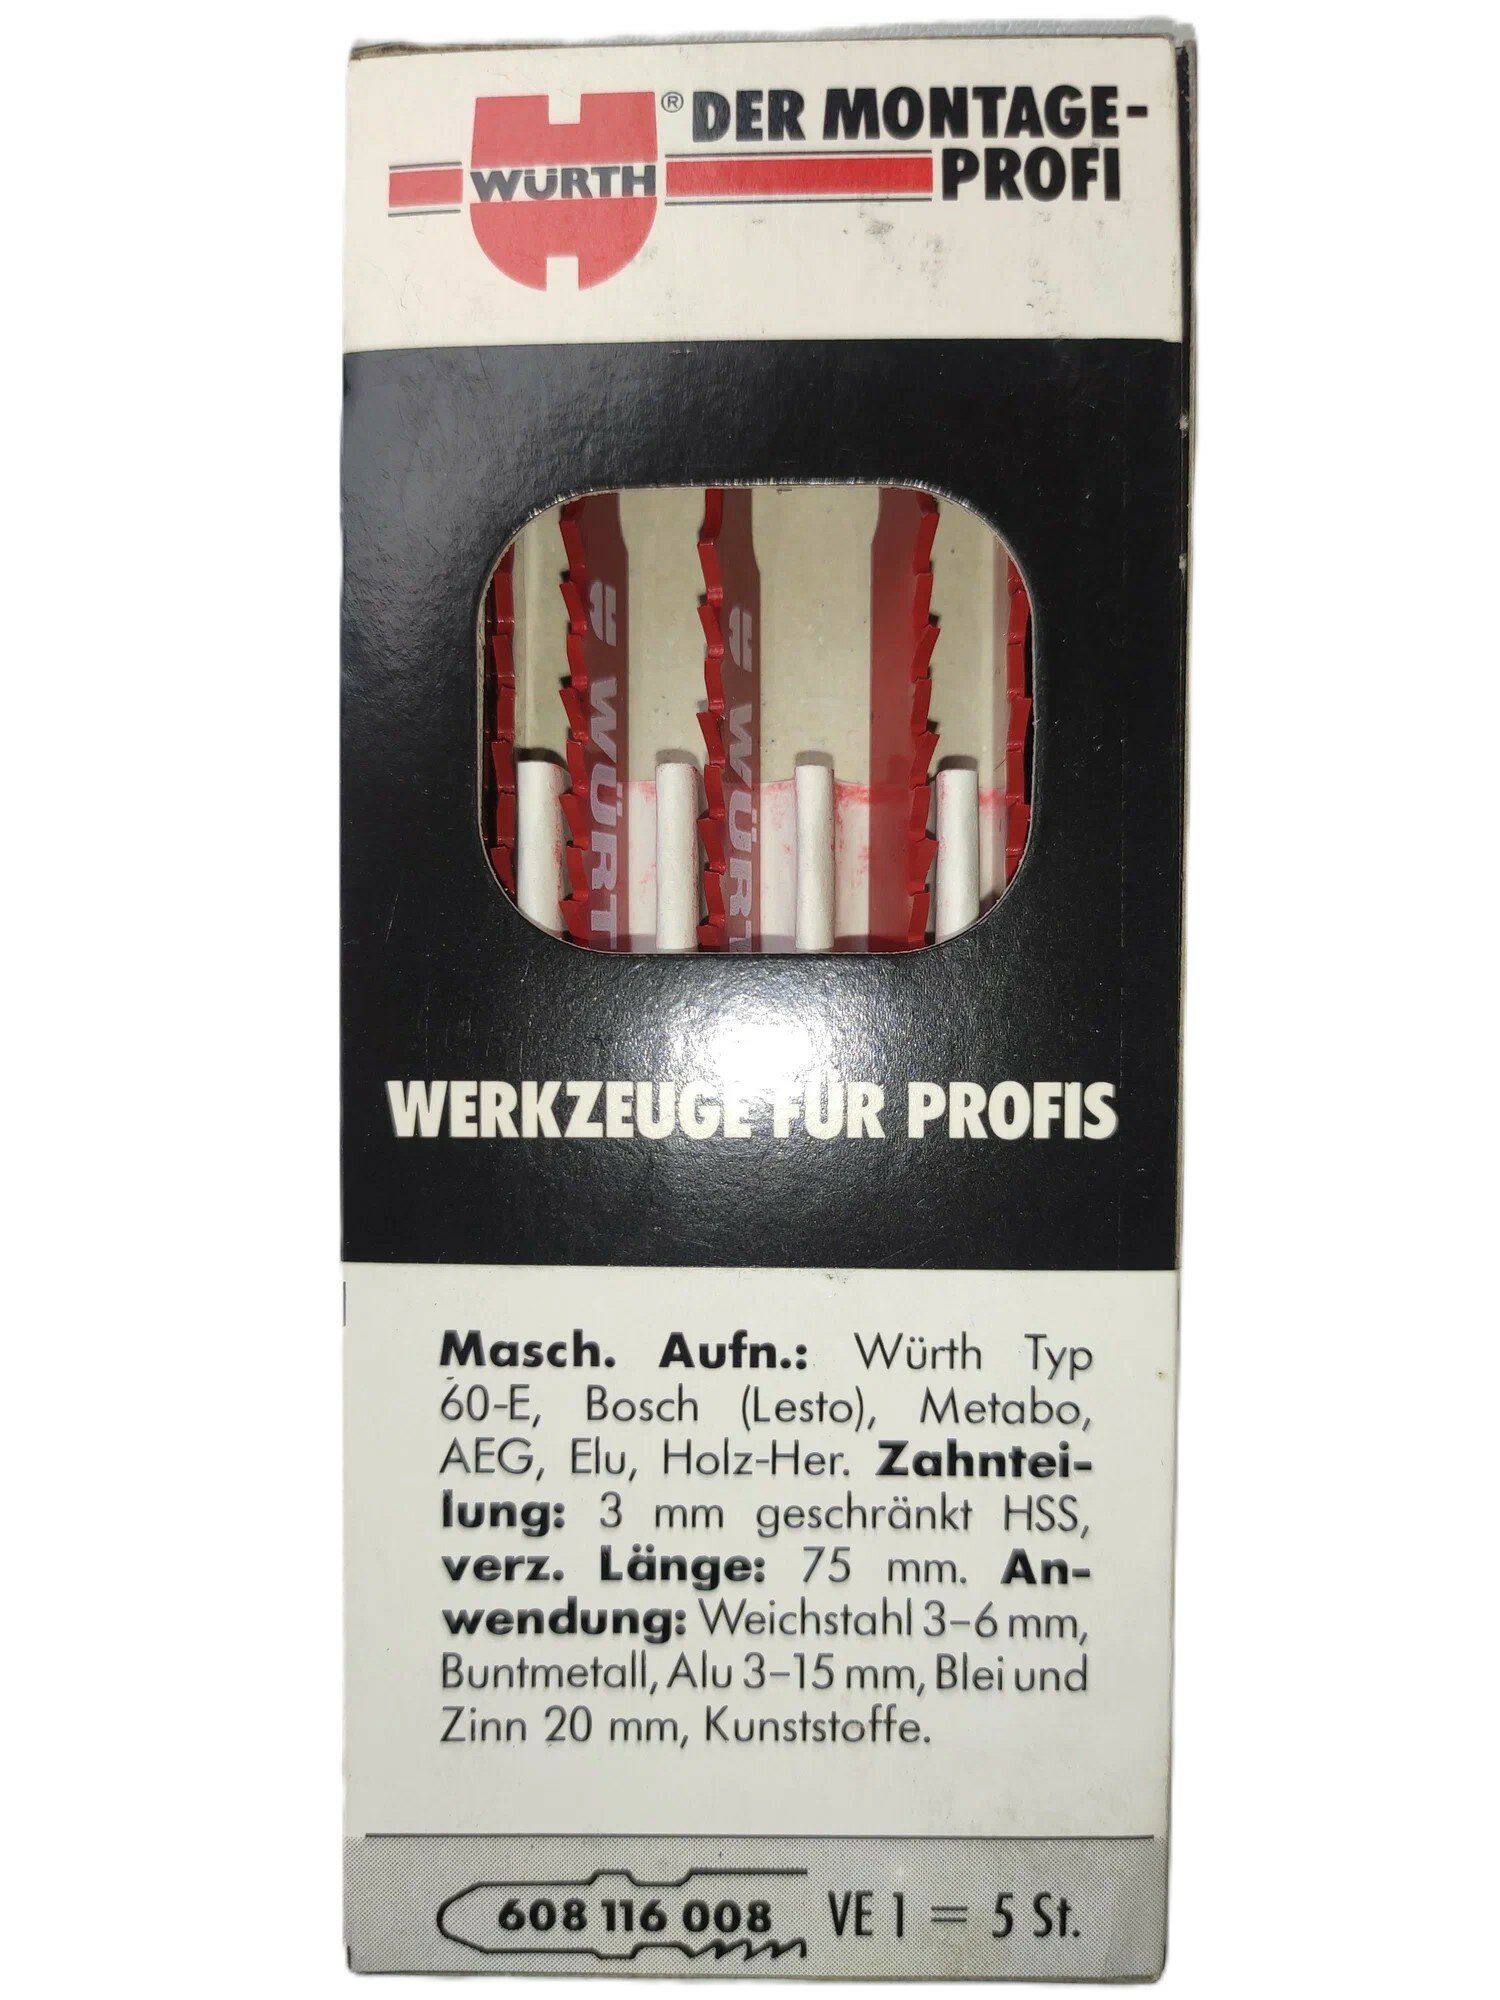 ® DER MONTAGE-
WÜRTH PROFI
WÜRT
WÜRT
WERKZEUGE FÜR PROFIS
Masch. Aufn.: Würth Typ
60-E, Bosch (Lesto), Metabo,
AEG, Elu, Holz-Her. Zahntei-
lung: 3 mm geschränkt HSS,
verz. Länge: 75 mm. An-
wendung: Weichstahl 3–6 mm,
Buntmetall, Alu 3–15 mm, Blei und
Zinn 20 mm, Kunststoffe.
608 116 008 VE 1 = 5 St.